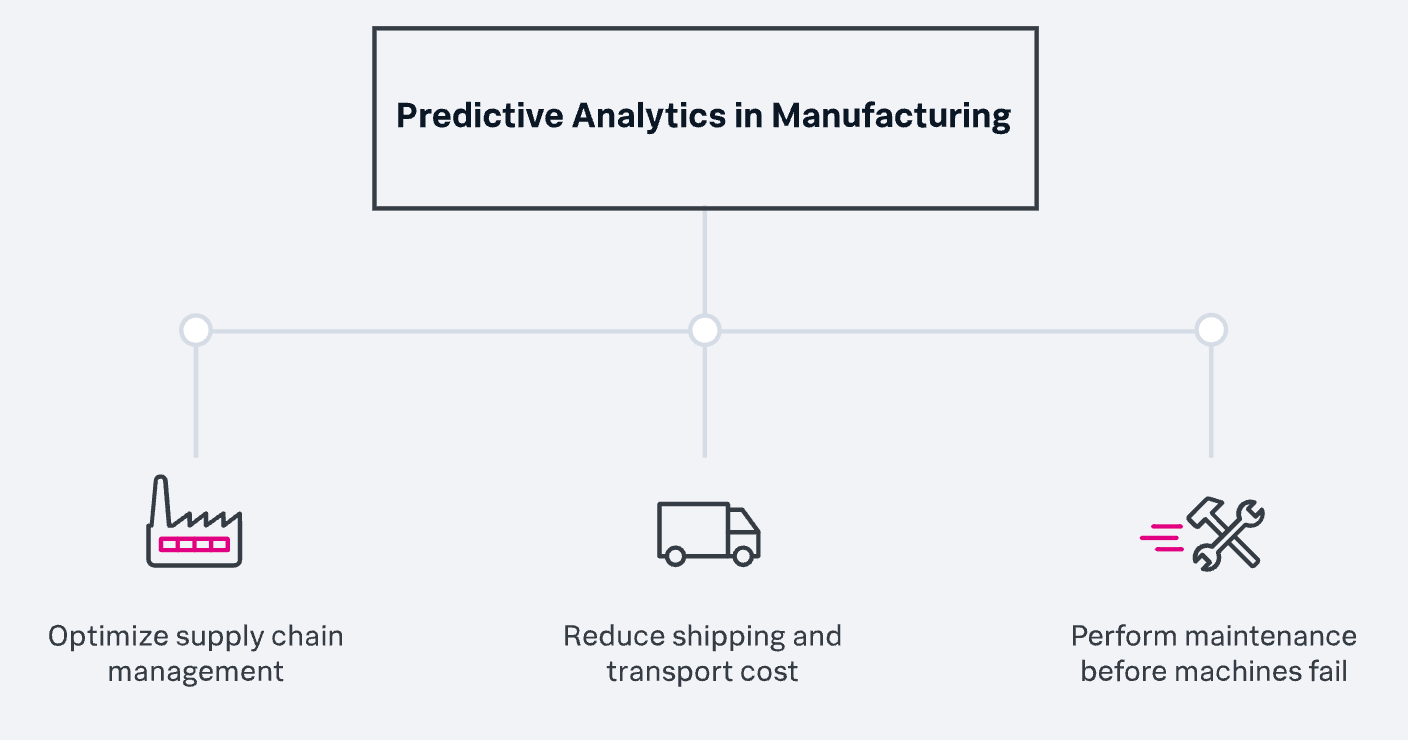 Predictive Analytics in Manufacturing
Optimize supply chain
management
Reduce shipping and
transport cost
Perform maintenance
before machines fail